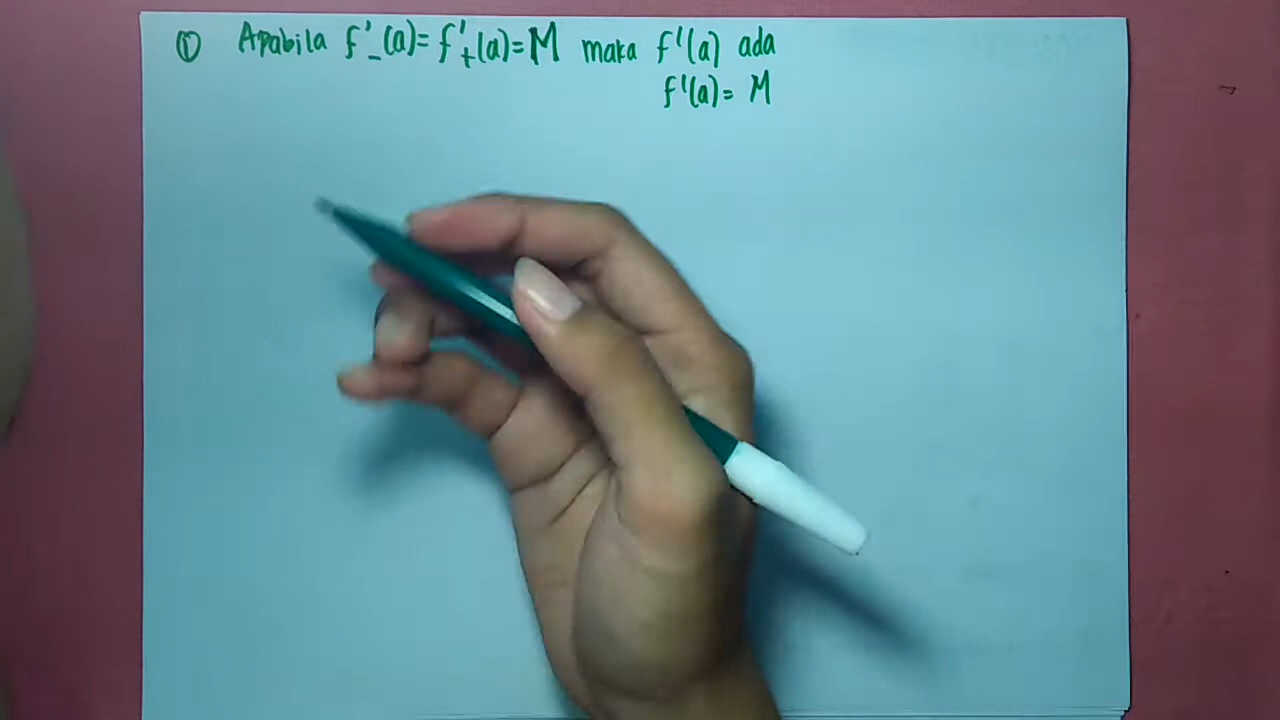 ① Apabila f'₋(a) = f'₊(a) = M maka f'(a) ada
f'(a) = M